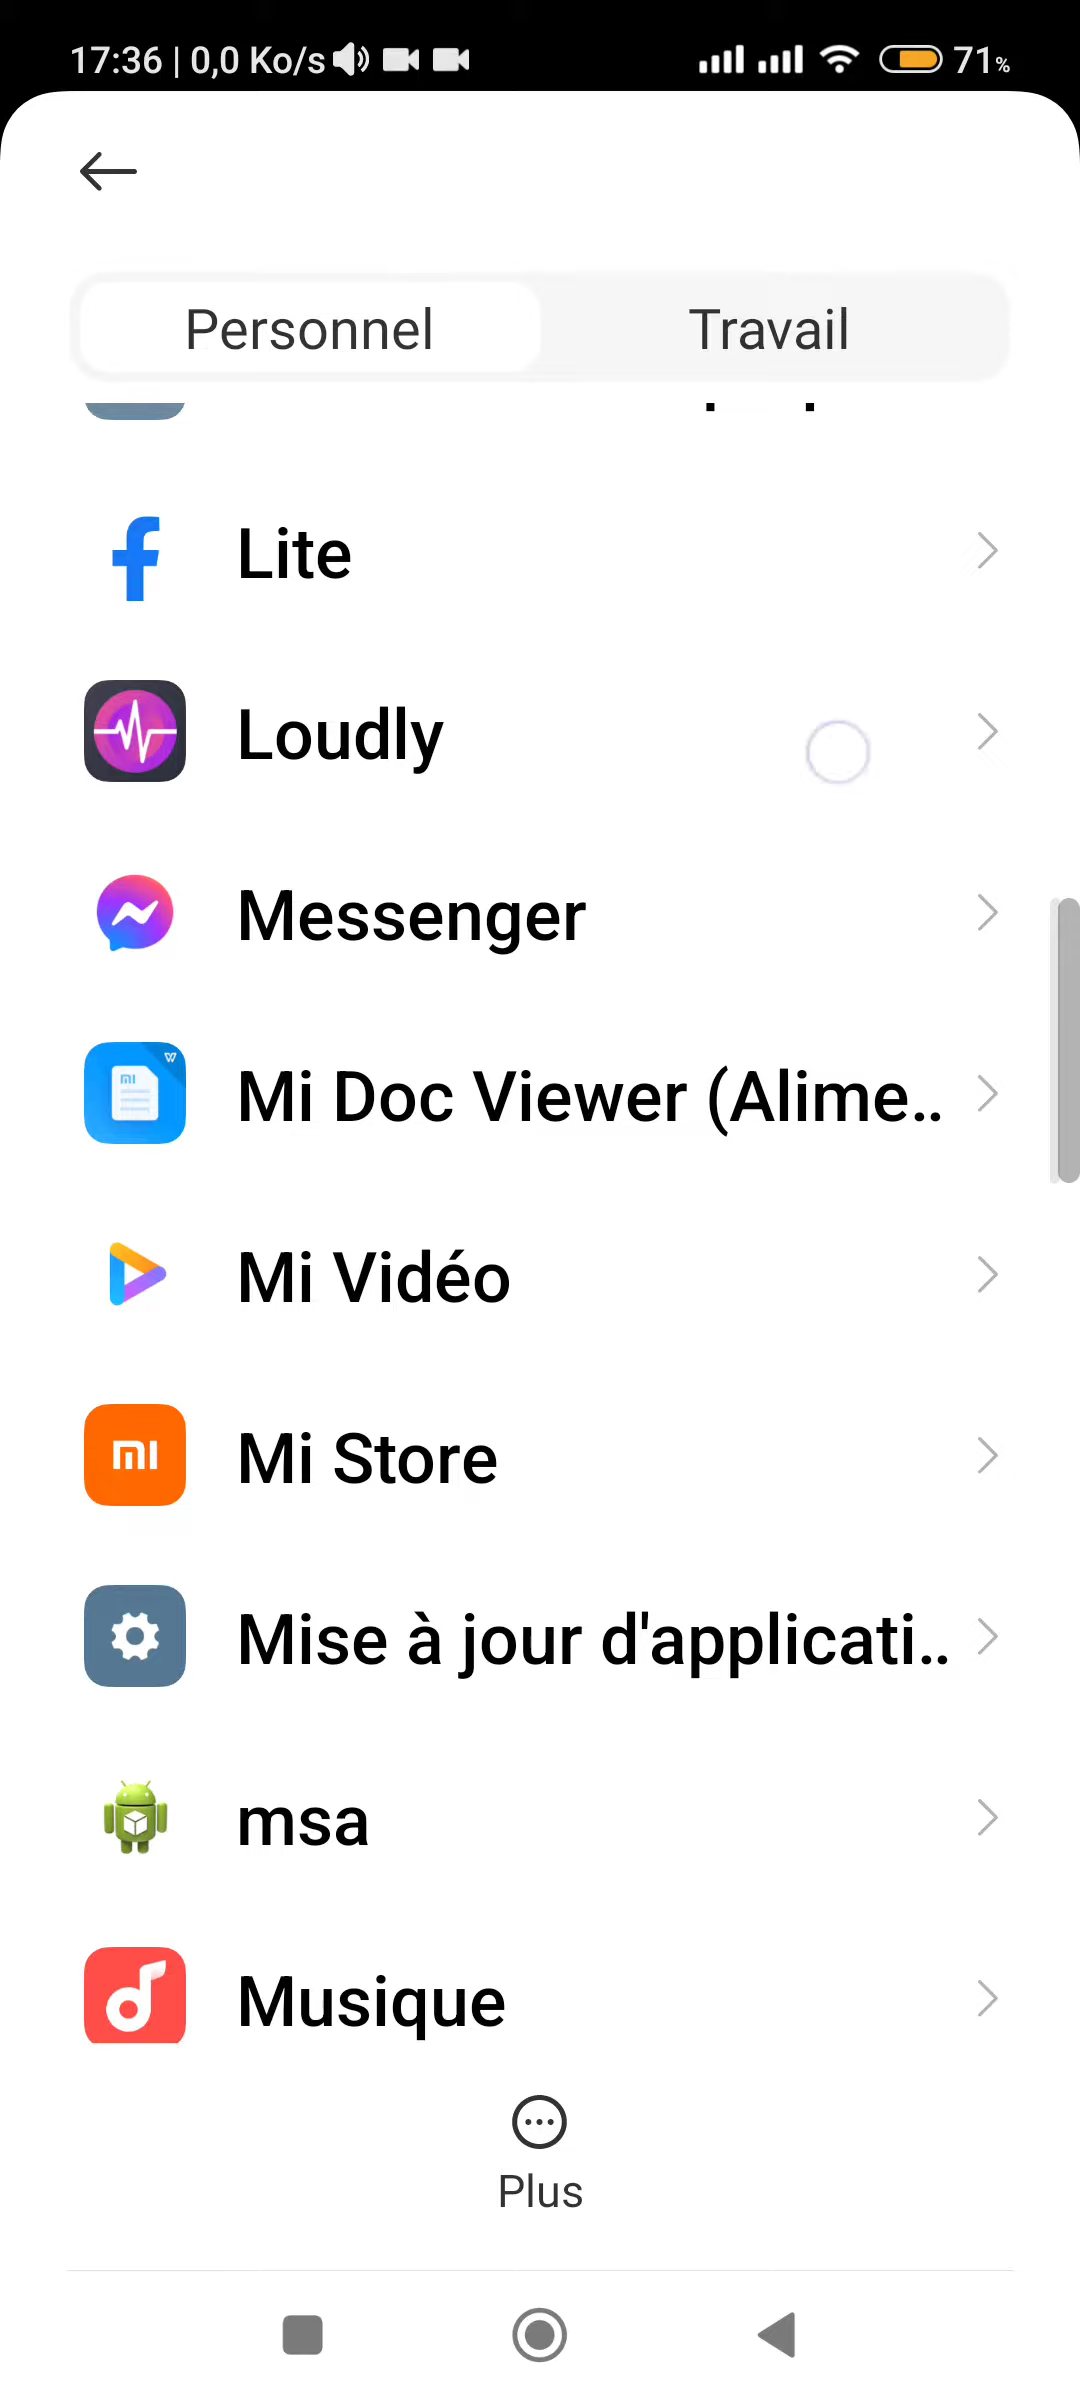 17:36 | 0,0 Ko/s 71%
Personnel Travail
Lite
Loudly
Messenger
Mi Doc Viewer (Alime..
Mi Vidéo
Mi Store
Mise à jour d'applicati..
msa
Musique
Plus